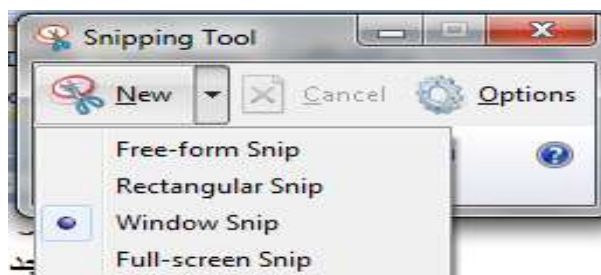 Snipping Tool
New Cancel Options
Free-form Snip
Rectangular Snip
Window Snip
Full-screen Snip